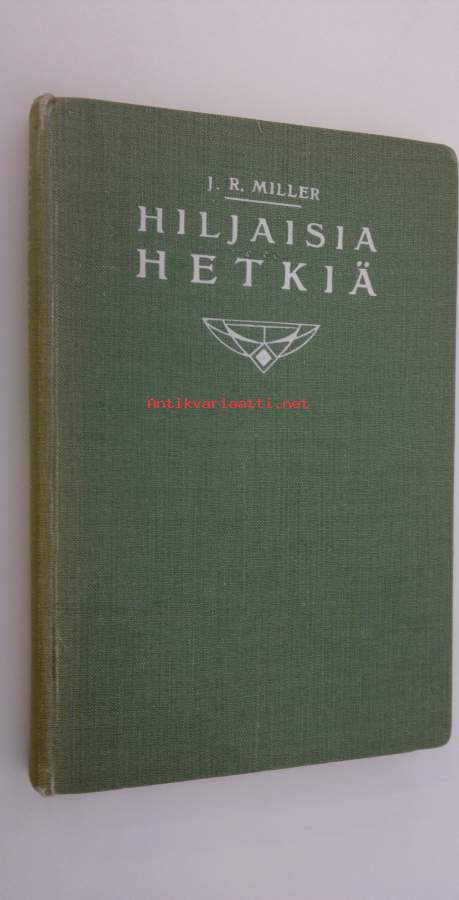 J. R. MILLER
HILJAISIA
HETKIÄ
Antikvariaatti.net